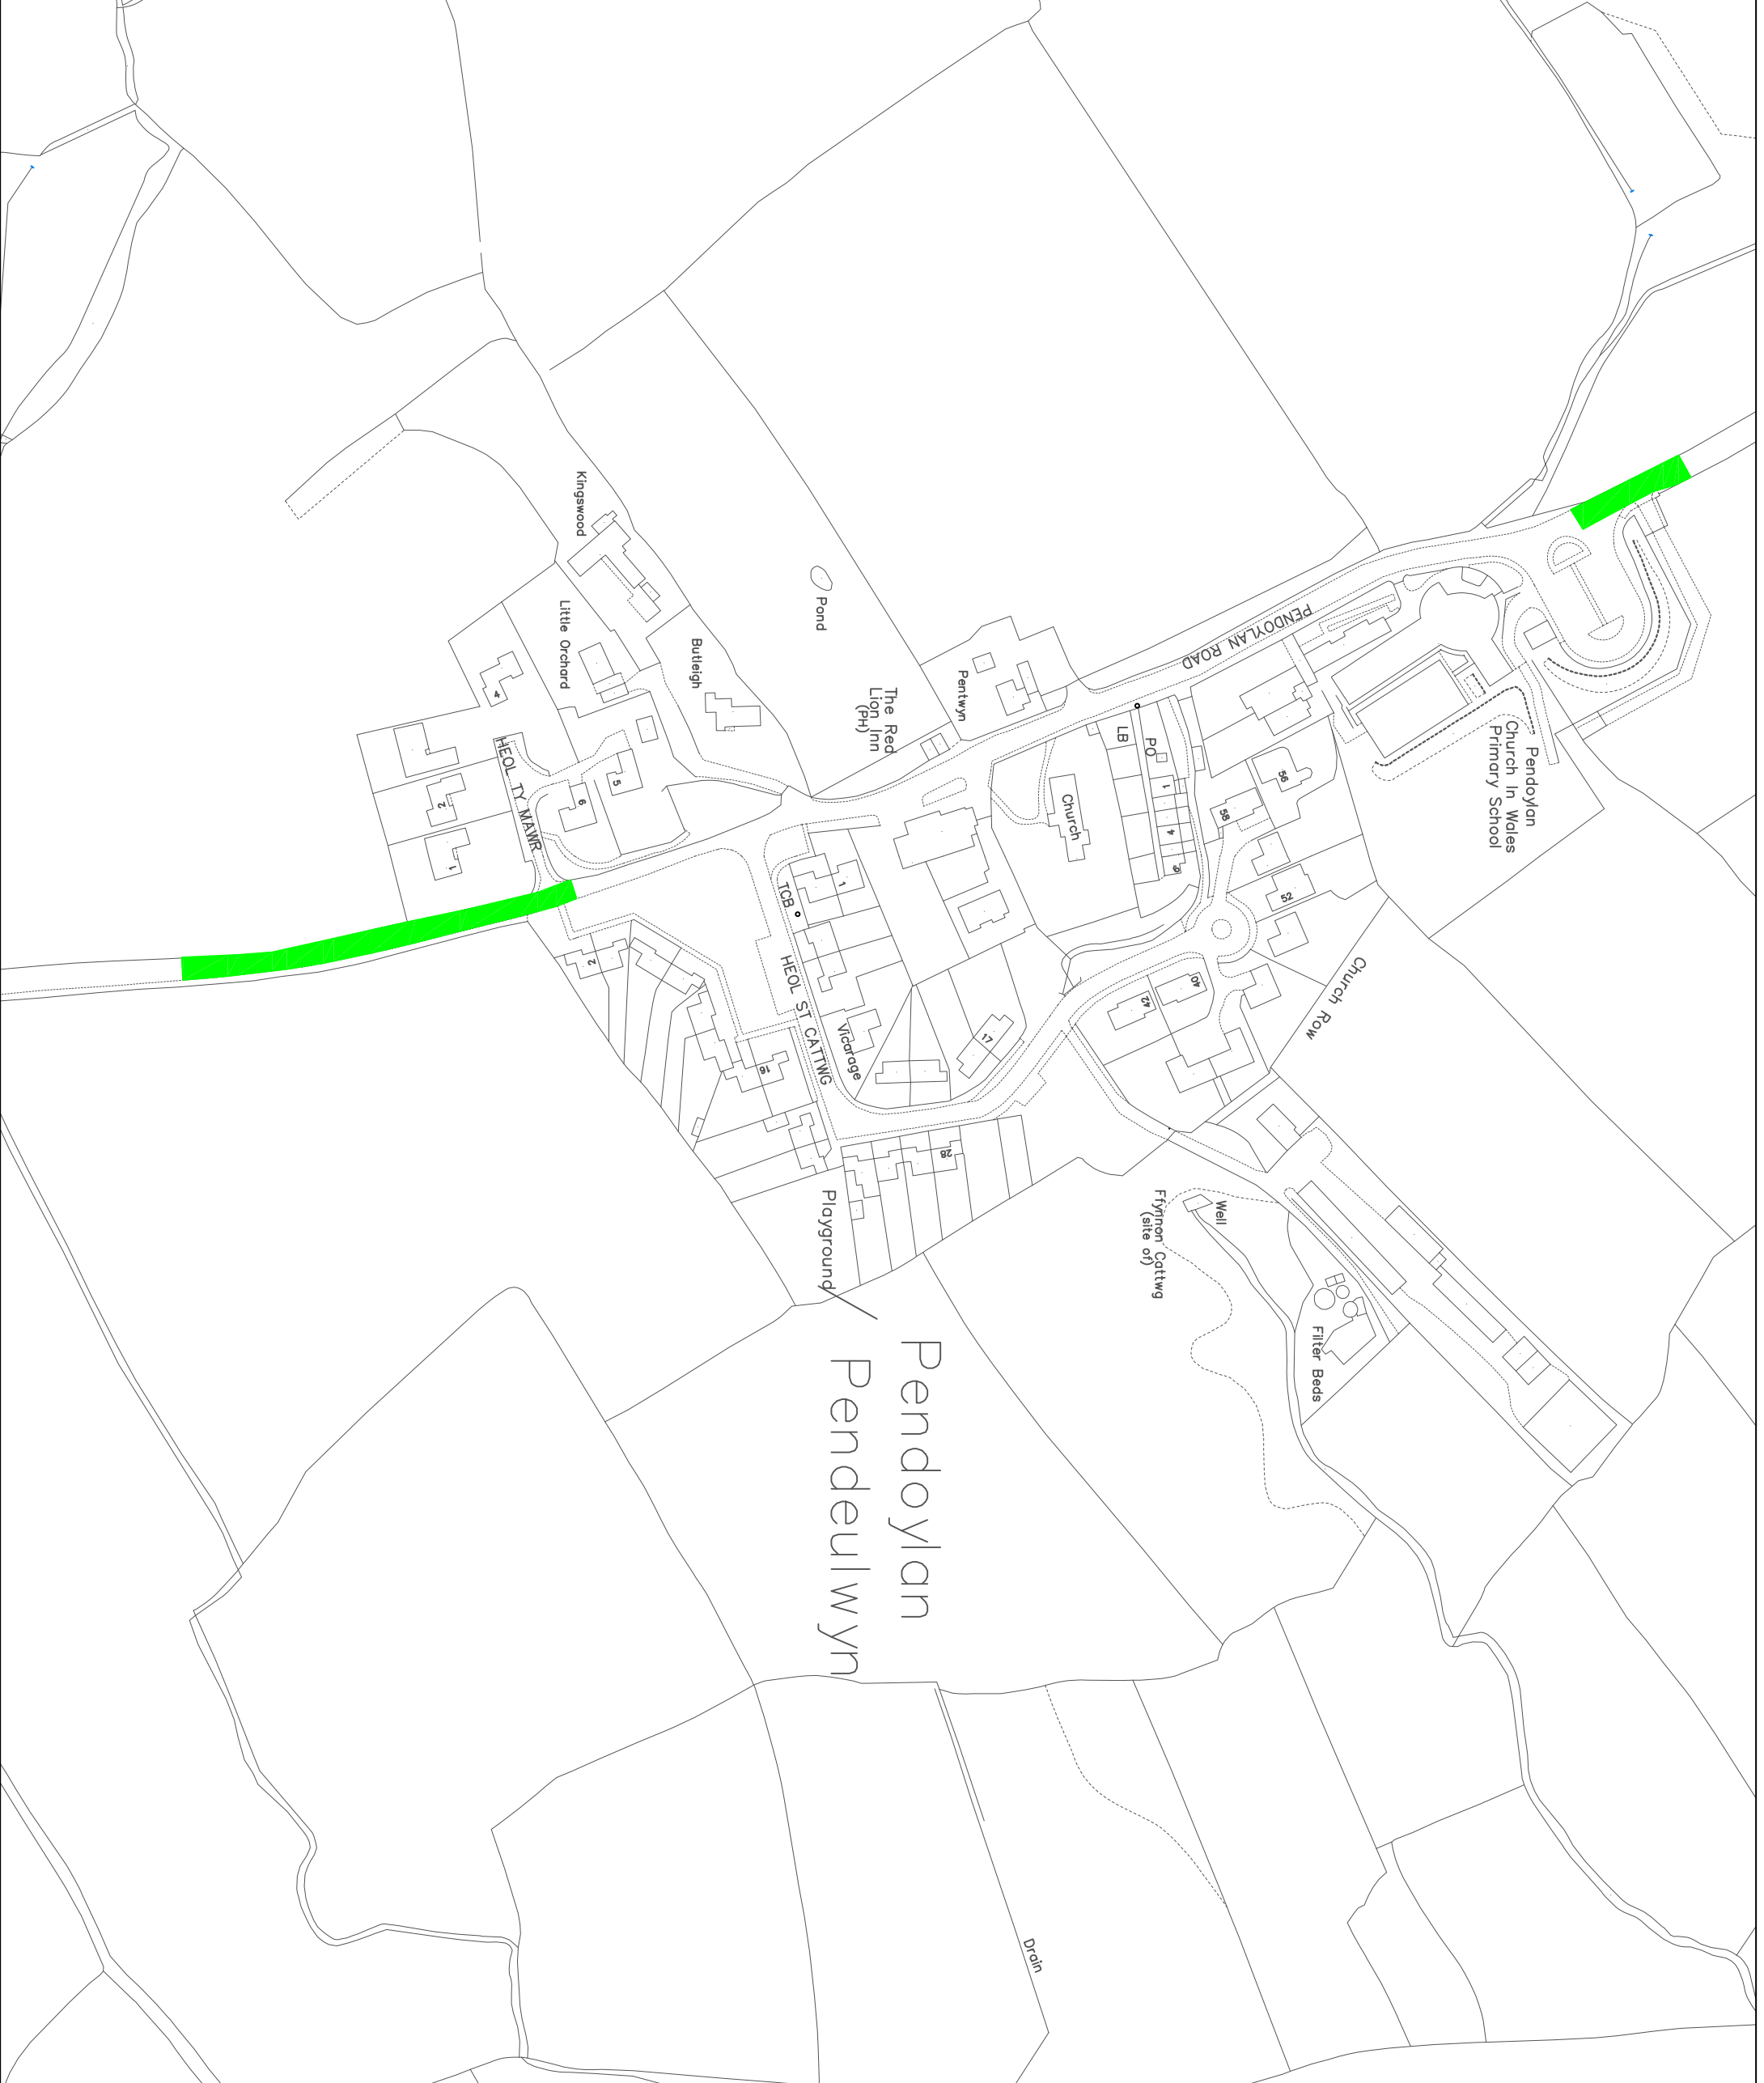 Pendoylan
Church In Wales
Primary School
PENDOYLAN ROAD
56
58
52
PO
LB
1
4
6
Church
Church Row
40
42
Pentwyn
The Red
Lion Inn
(PH)
Pond
Butleigh
Kingswood
Little Orchard
4
5
6
2
1
HEOL TY MAWR
TCB
1
HEOL ST CATTWG
Vicarage
17
2
16
28
Playground
Well
Ffynnon Cattwg
(site of)
Filter Beds
Pendoylan /
Pendeulwyn
Drain